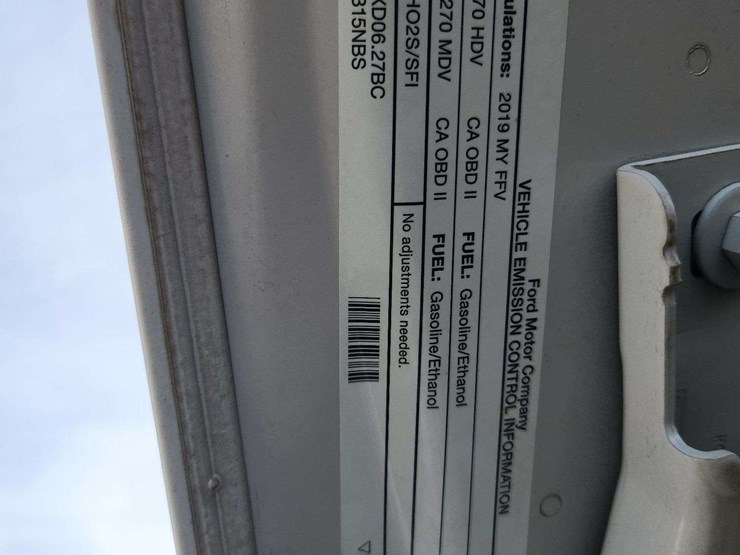 Ford Motor Company
VEHICLE EMISSION CONTROL INFORMATION
ulations: 2019 MY FFV
70 HDV CA OBD II FUEL: Gasoline/Ethanol
270 MDV CA OBD II FUEL: Gasoline/Ethanol
HO2S/SFI No adjustments needed.
KD06.27BC
B15NBS